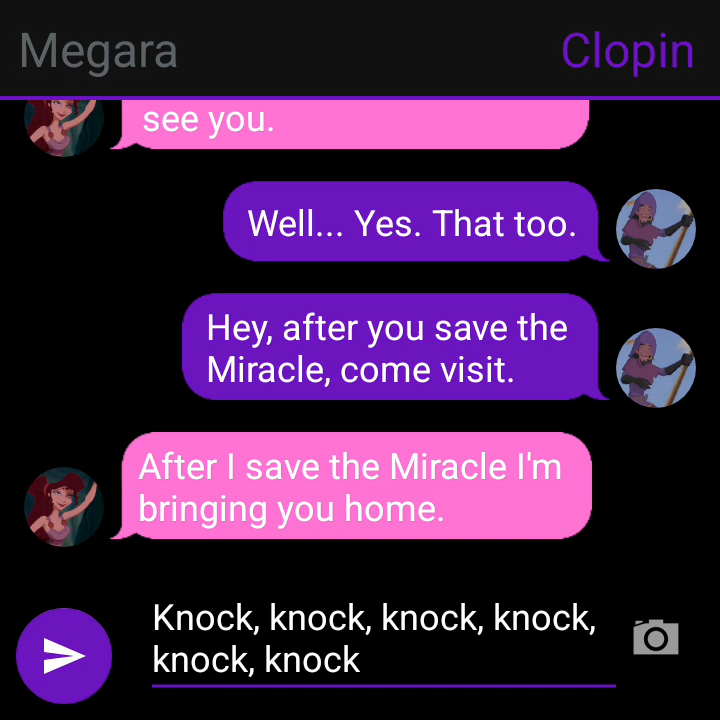 Megara
Clopin
see you.
Well... Yes. That too.
Hey, after you save the
Miracle, come visit.
After I save the Miracle I'm
bringing you home.
Knock, knock, knock, knock,
knock, knock